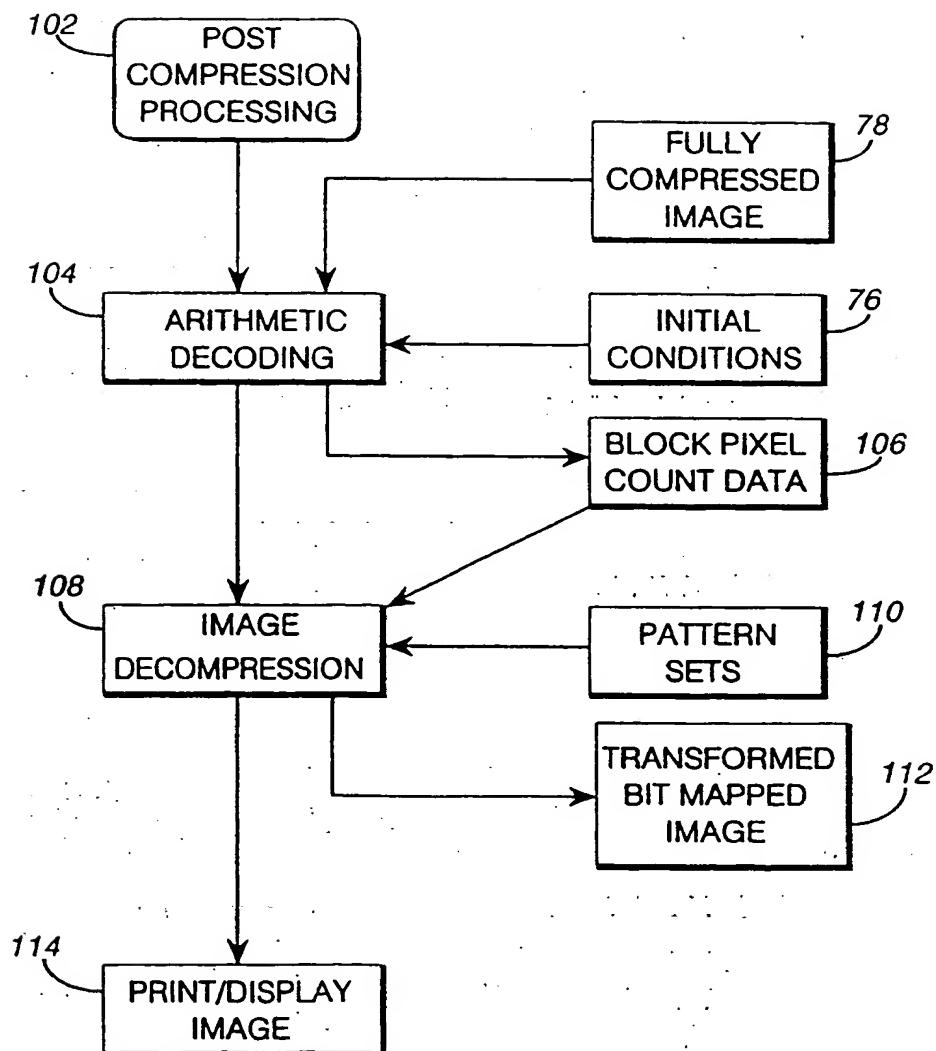 102
POST
COMPRESSION
PROCESSING
78
FULLY
COMPRESSED
IMAGE
104
ARITHMETIC
DECODING
76
INITIAL
CONDITIONS
BLOCK PIXEL
COUNT DATA
106
108
IMAGE
DECOMPRESSION
PATTERN
SETS
110
TRANSFORMED
BIT MAPPED
IMAGE
112
114
PRINT/DISPLAY
IMAGE